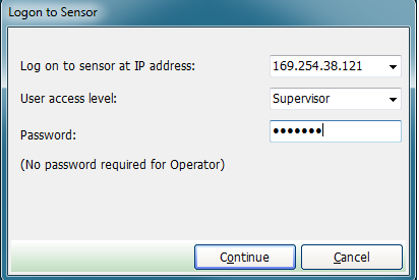 Logon to Sensor
Log on to sensor at IP address: 169.254.38.121
User access level: Supervisor
Password: •••••••
(No password required for Operator)
Continue Cancel